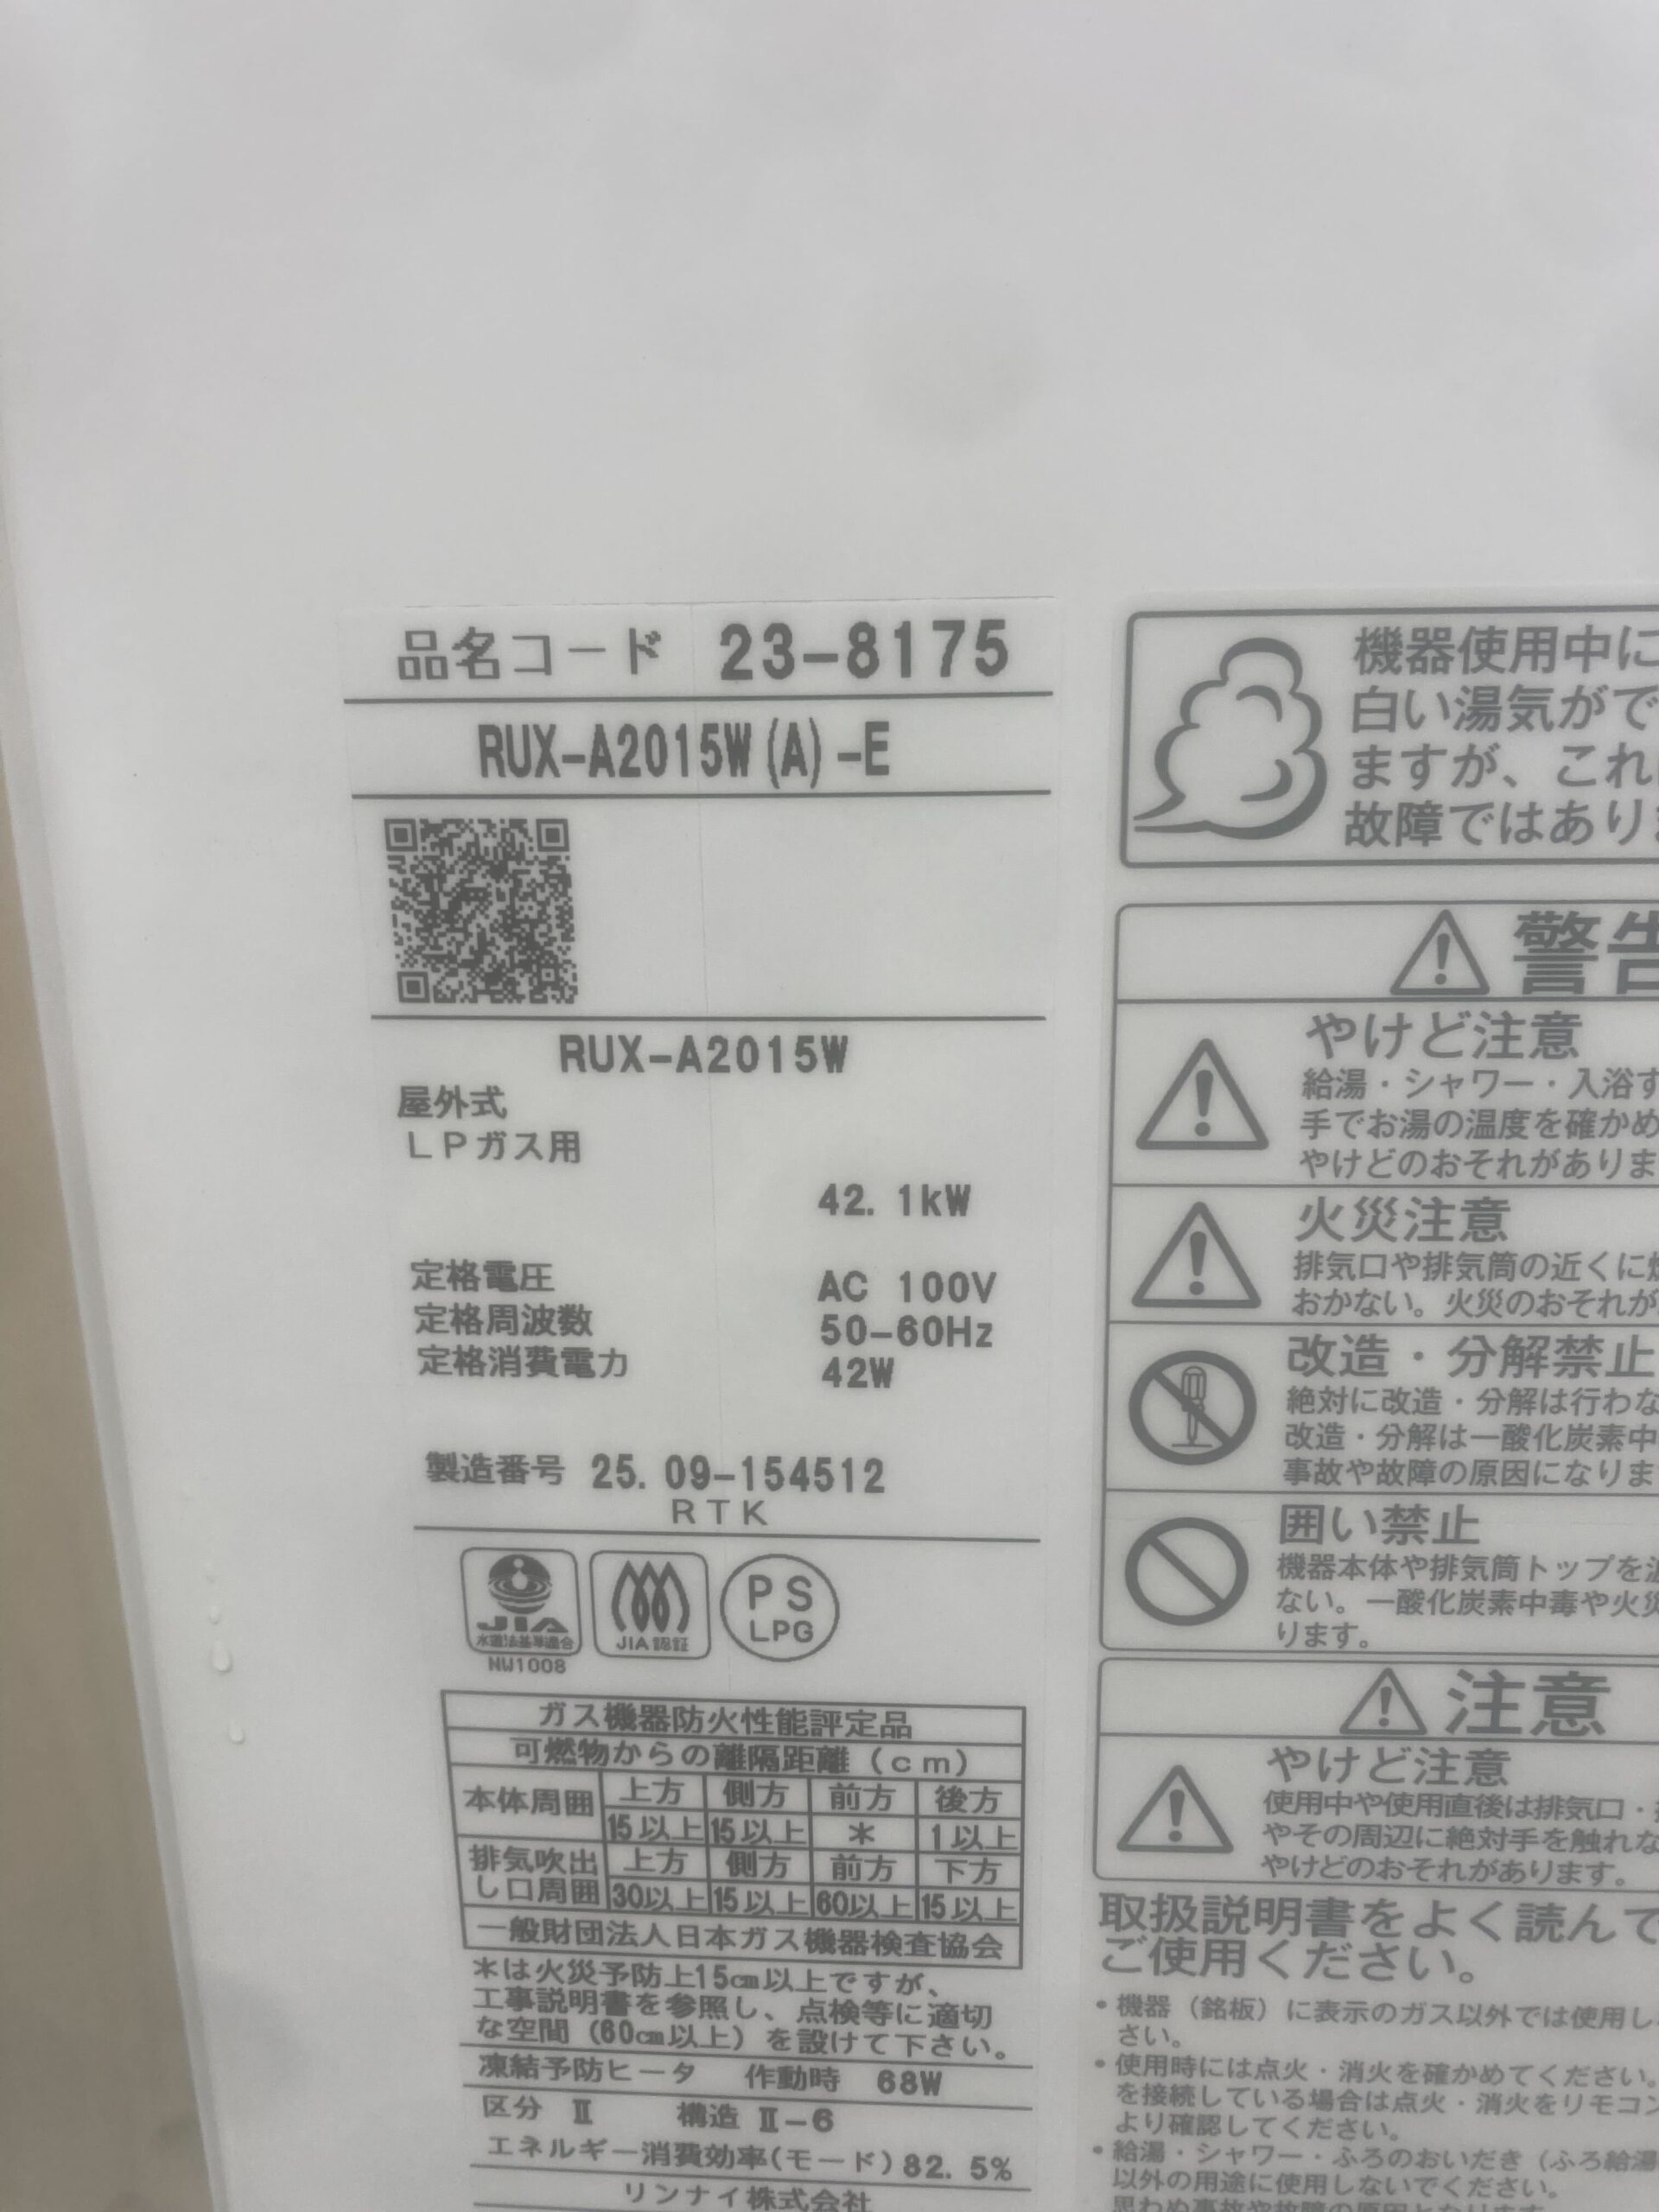 品名コード 23-8175
RUX-A2015W(A)-E
RUX-A2015W
屋外式
LPガス用
42.1kW
定格電圧 AC 100V
定格周波数 50-60Hz
定格消費電力 42W
製造番号 25.09-154512
RTK
JIA
水道法基準適合
NW1008
JIA認証
PS
LPG
ガス機器防火性能評定品
可燃物からの離隔距離(cm)
本体周囲 上方 側方 前方 後方
15以上 15以上 * 1以上
排気吹出し口周囲 上方 側方 前方 下方
30以上 15以上 60以上 15以上
一般財団法人日本ガス機器検査協会
*は火災予防上15cm以上ですが、
工事説明書を参照し、点検等に適切
な空間(60cm以上)を設けて下さい。
凍結予防ヒータ 作動時 68W
区分 Ⅱ 構造 Ⅱ-6
エネルギー消費効率(モード)82.5%
リンナイ株式会社
機器使用中に
白い湯気がで
ますが、これ
故障ではあり
警告
やけど注意
給湯・シャワー・入浴す
手でお湯の温度を確かめ
やけどのおそれがありま
火災注意
排気口や排気筒の近くに
おかない。火災のおそれが
改造・分解禁止
絶対に改造・分解は行わな
改造・分解は一酸化炭素中
事故や故障の原因になりま
囲い禁止
機器本体や排気筒トップを
ない。一酸化炭素中毒や火災
ります。
注意
やけど注意
使用中や使用直後は排気口・
やその周辺に絶対手を触れな
やけどのおそれがあります。
取扱説明書をよく読んで
ご使用ください。
・機器(銘板)に表示のガス以外では使用し
さい。
・使用時には点火・消火を確かめてください。
を接続している場合は点火・消火をリモコン
より確認してください。
・給湯・シャワー・ふろのおいだき(ふろ給湯
以外の用途に使用しないでください。
思わぬ事故や故障の原因となります